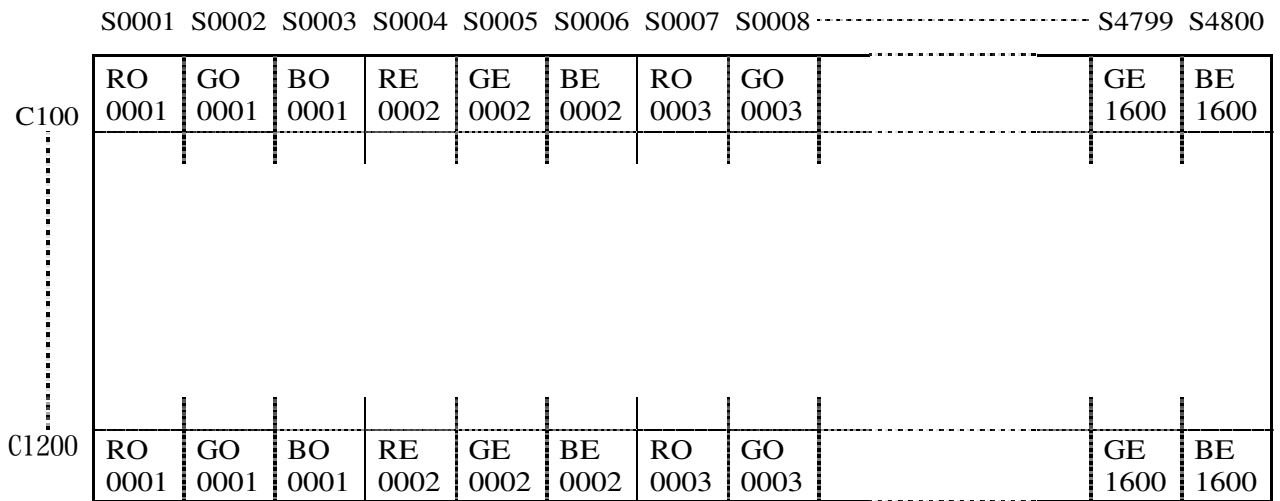 S0001 S0002 S0003 S0004 S0005 S0006 S0007 S0008 S4799 S4800
RO GO BO RE GE BE RO GO GE BE
C100 0001 0001 0001 0002 0002 0002 0003 0003 1600 1600
C1200 RO GO BO RE GE BE RO GO GE BE
0001 0001 0001 0002 0002 0002 0003 0003 1600 1600